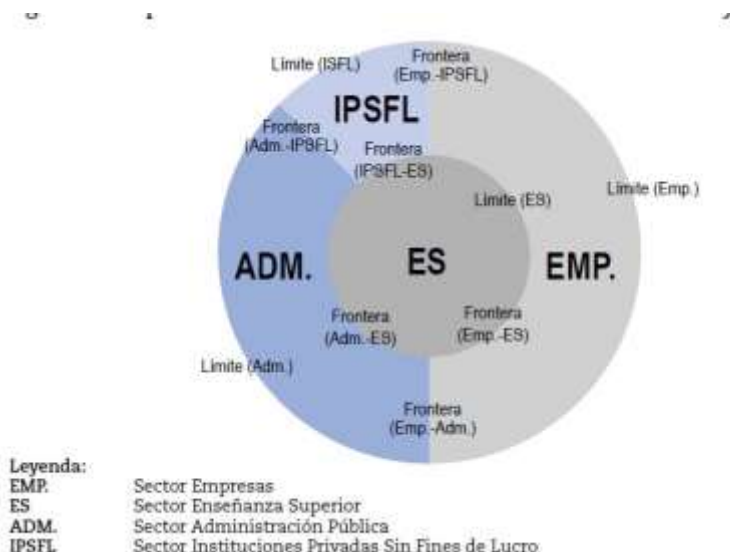 Límite (ISFL)
Frontera
(Emp.-IPSFL)
IPSFL
Frontera
(Adm.-IPSFL)
Frontera
(IPSFL-ES)
Límite (ES)
Límite (Emp.)
ADM.
ES
EMP.
Frontera
(Adm.-ES)
Frontera
(Emp.-ES)
Límite (Adm.)
Frontera
(Emp.-Adm.)
Leyenda:
EMP. Sector Empresas
ES Sector Enseñanza Superior
ADM. Sector Administración Pública
IPSFL Sector Instituciones Privadas Sin Fines de Lucro